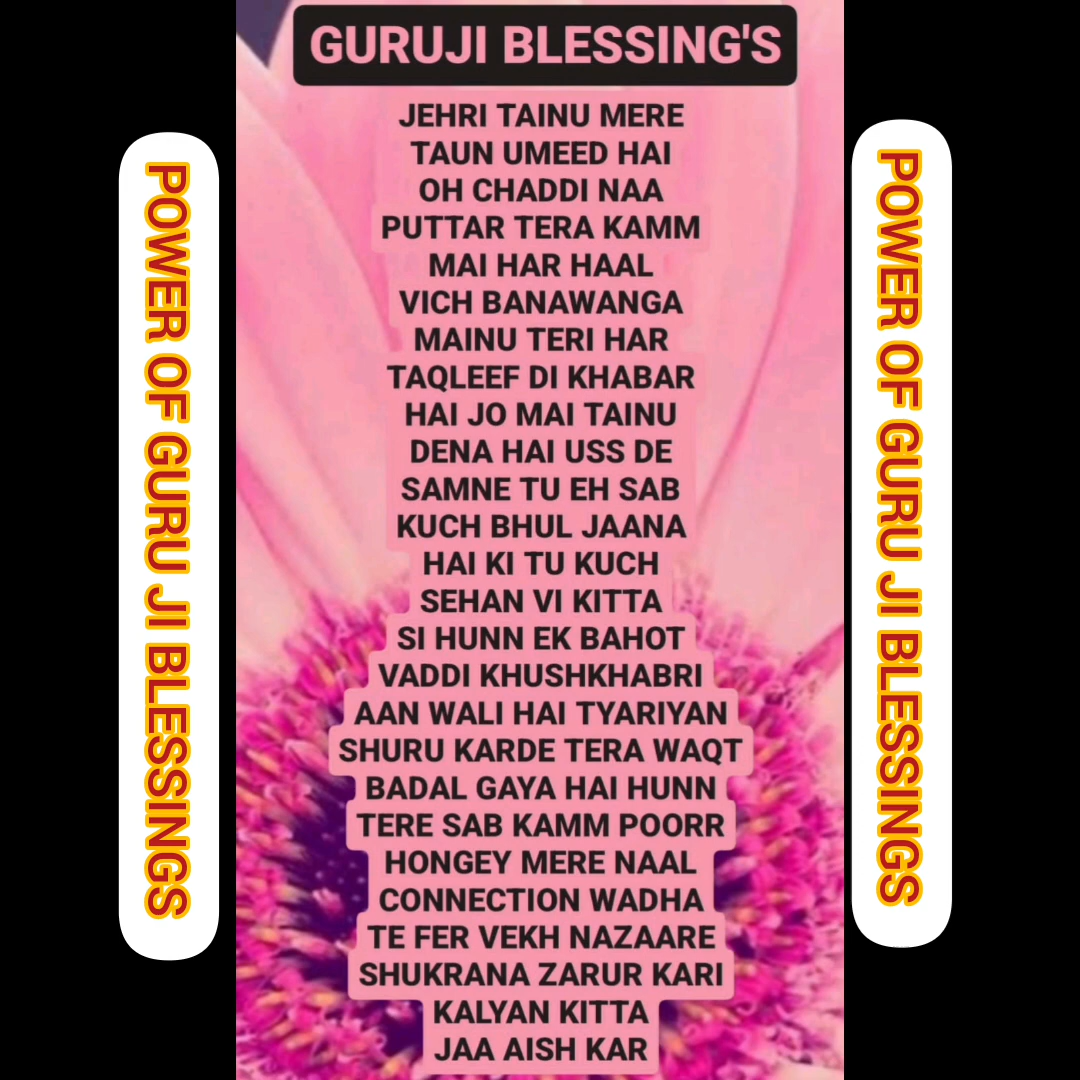 GURUJI BLESSING'S
JEHRI TAINU MERE
TAUN UMEED HAI
OH CHADDI NAA
PUTTAR TERA KAMM
MAI HAR HAAL
VICH BANAWANGA
MAINU TERI HAR
TAQLEEF DI KHABAR
HAI JO MAI TAINU
DENA HAI USS DE
SAMNE TU EH SAB
KUCH BHUL JAANA
HAI KI TU KUCH
SEHAN VI KITTA
SI HUNN EK BAHOT
VADDI KHUSHKHABRI
AAN WALI HAI TYARIYAN
SHURU KARDE TERA WAQT
BADAL GAYA HAI HUNN
TERE SAB KAMM POORR
HONGEY MERE NAAL
CONNECTION WADHA
TE FER VEKH NAZAARE
SHUKRANA ZARUR KARI
KALYAN KITTA
JAA AISH KAR
POWER OF GURU JI BLESSINGS
POWER OF GURU JI BLESSINGS